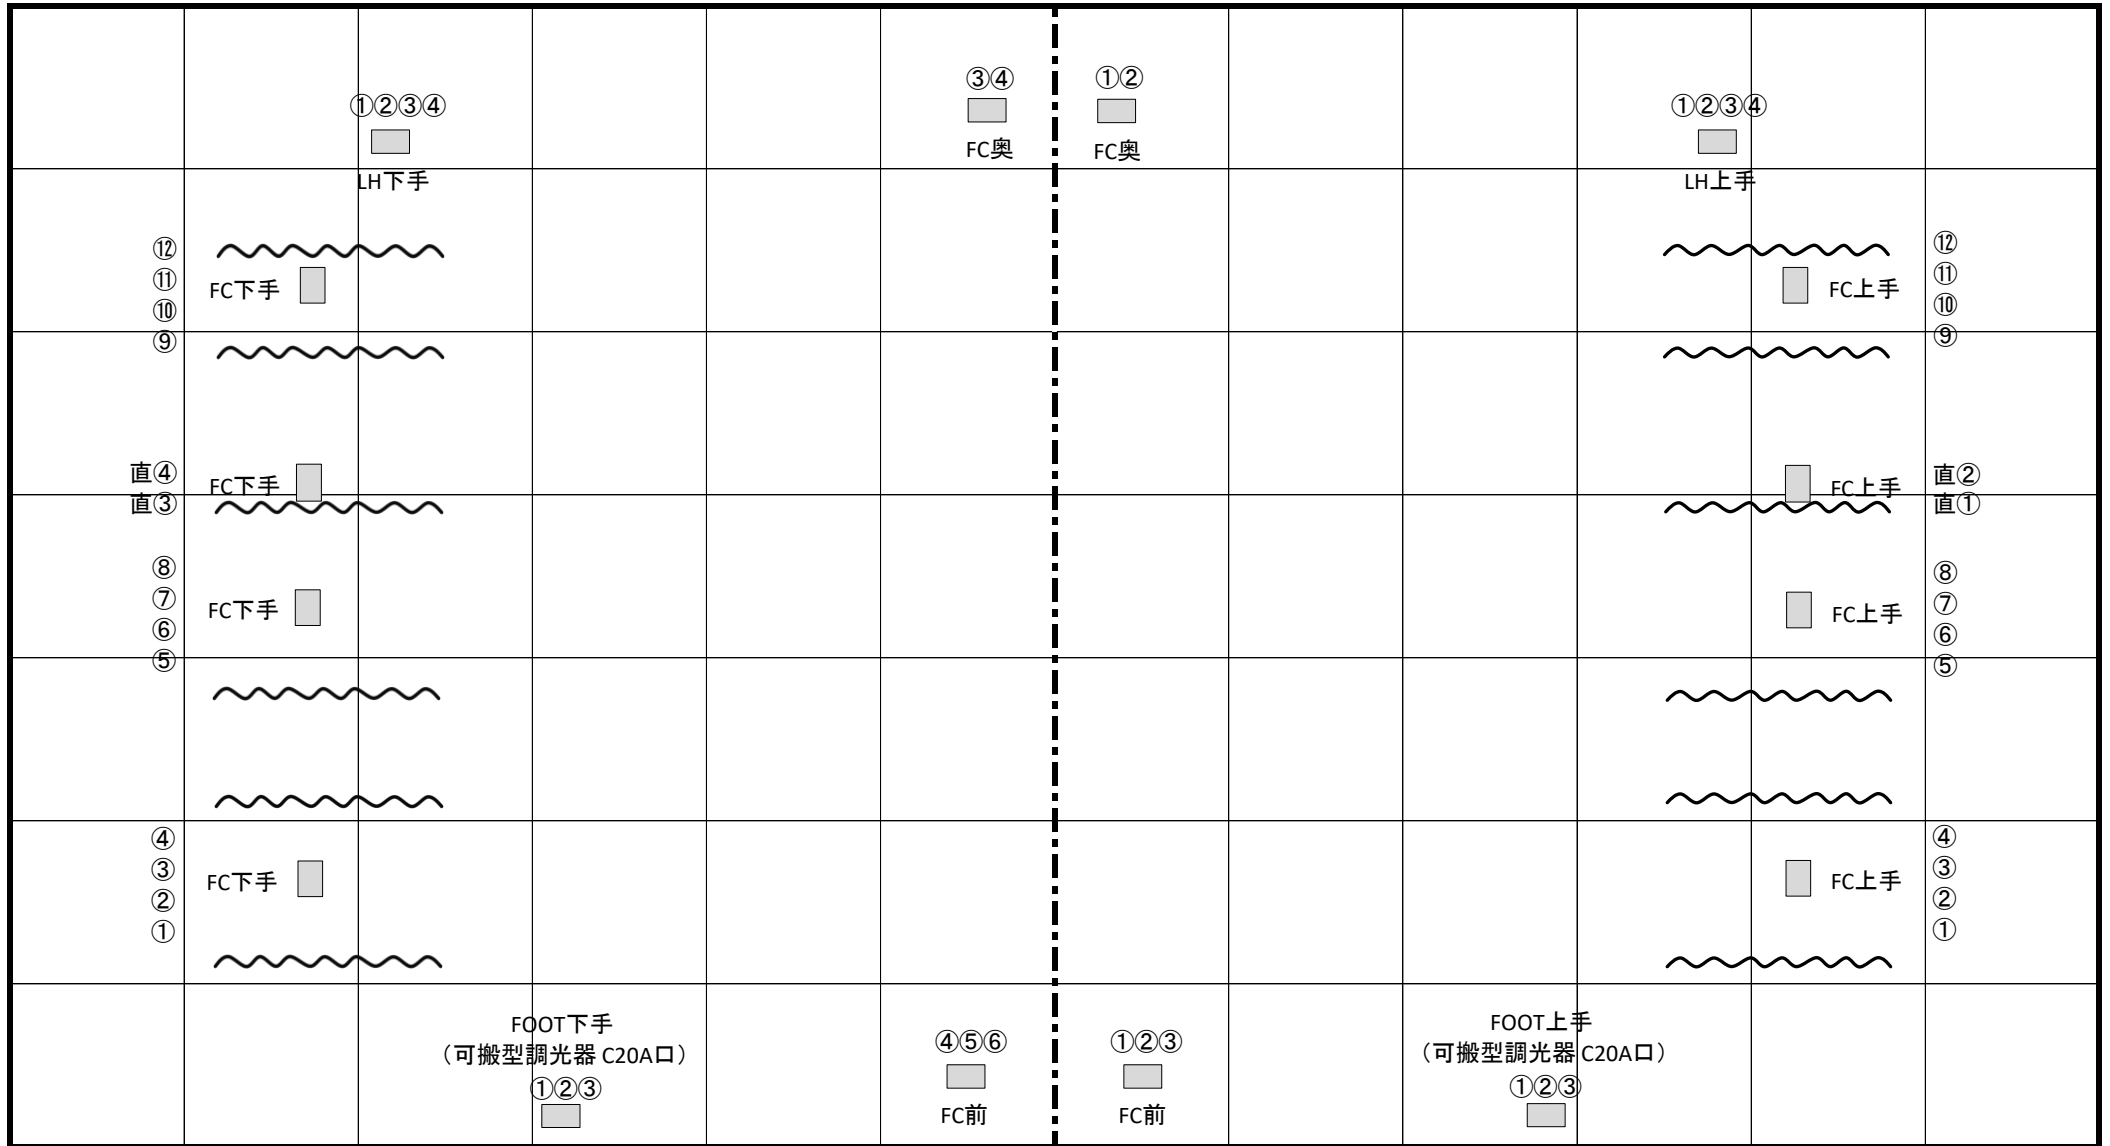 ③④
①②
①②③④
①②③④
FC奥
FC奥
LH下手
LH上手
⑫
⑪
⑩
⑨
FC下手
FC上手
⑫
⑪
⑩
⑨
直④
直③
FC下手
FC上手
直②
直①
⑧
⑦
⑥
⑤
FC下手
FC上手
⑧
⑦
⑥
⑤
④
③
②
①
FC下手
FC上手
④
③
②
①
FOOT下手
（可搬型調光器 C20A口）
①②③
④⑤⑥
FC前
①②③
FC前
FOOT上手
（可搬型調光器 C20A口）
①②③